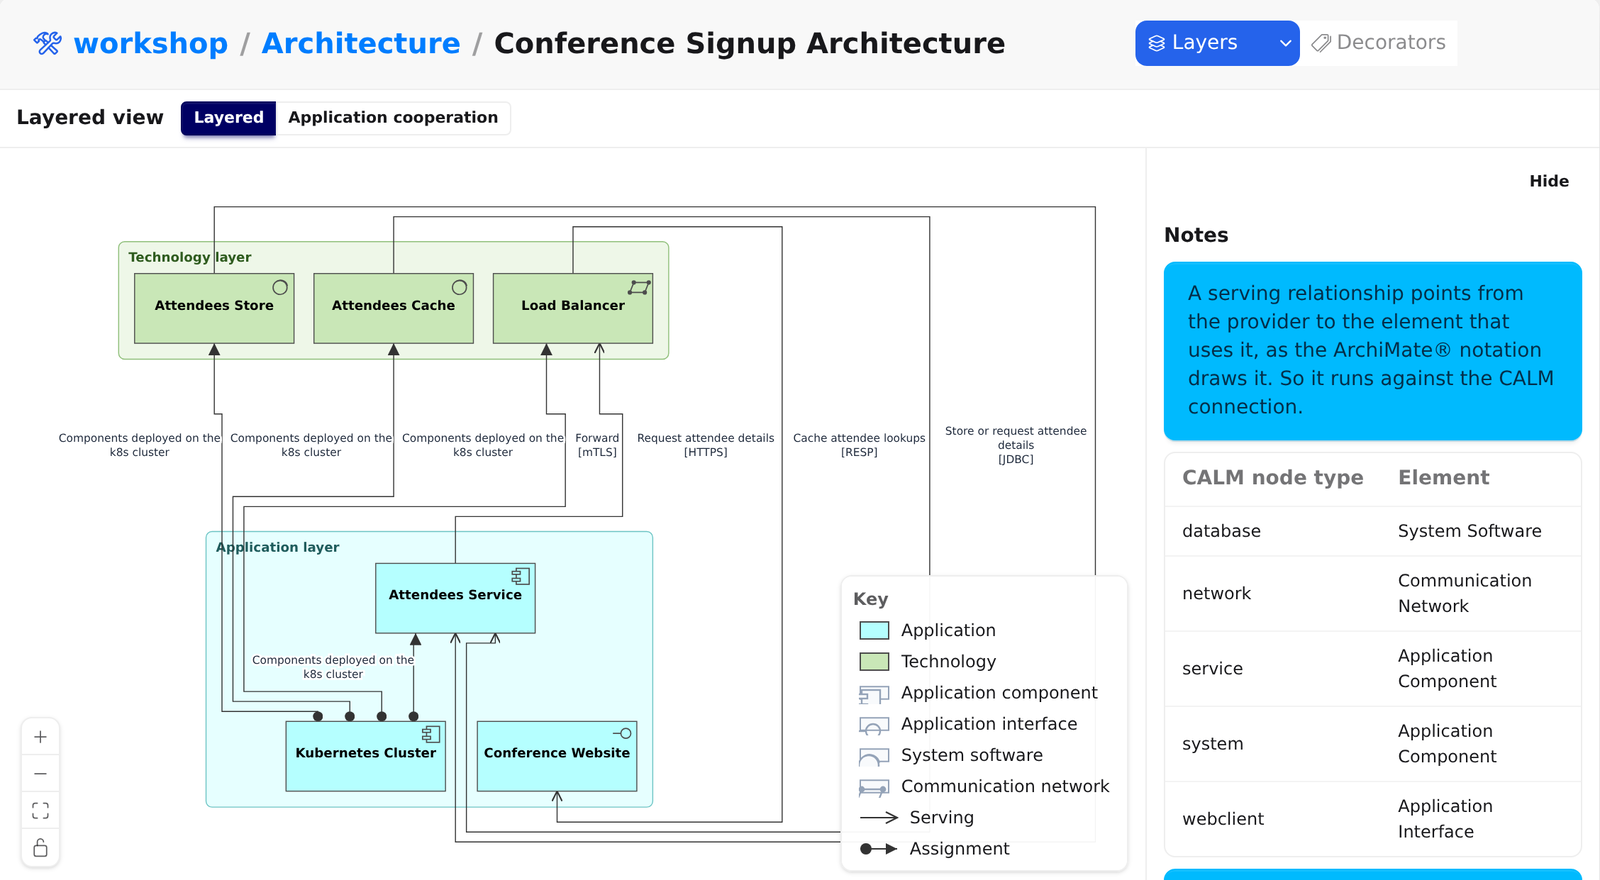 workshop / Architecture / Conference Signup Architecture
Layers
Decorators
Layered view
Layered
Application cooperation
Hide
Technology layer
Attendees Store
Attendees Cache
Load Balancer
Components deployed on the
k8s cluster
Components deployed on the
k8s cluster
Components deployed on the
k8s cluster
Forward
[mTLS]
Request attendee details
[HTTPS]
Cache attendee lookups
[RESP]
Store or request attendee
details
[JDBC]
Application layer
Attendees Service
Components deployed on the
k8s cluster
Kubernetes Cluster
Conference Website
Key
Application
Technology
Application component
Application interface
System software
Communication network
Serving
Assignment
Notes
A serving relationship points from
the provider to the element that
uses it, as the ArchiMate® notation
draws it. So it runs against the CALM
connection.
CALM node type Element
database System Software
network Communication
Network
service Application
Component
system Application
Component
webclient Application
Interface